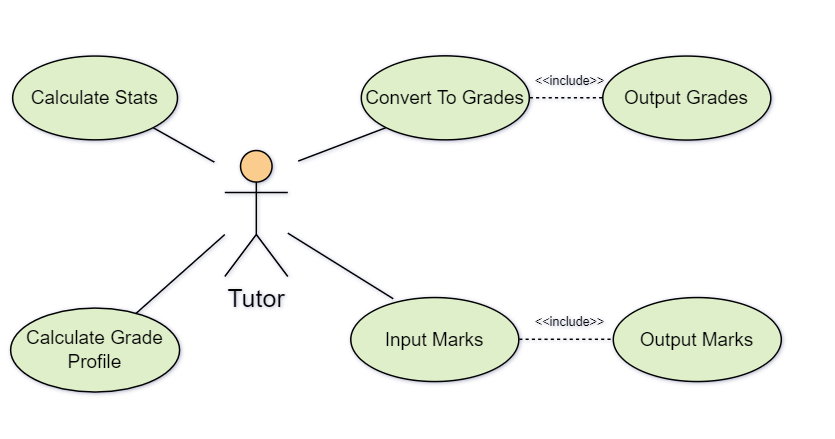 Calculate Stats
Convert To Grades
<<include>>
Output Grades
Tutor
Calculate Grade
Profile
Input Marks
<<include>>
Output Marks